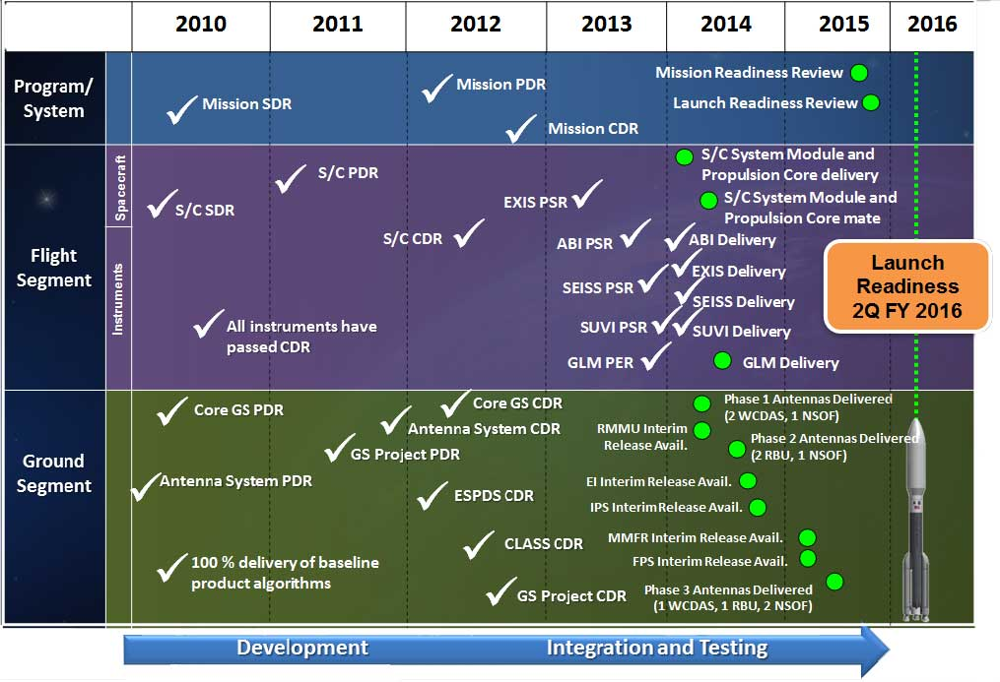 2010 2011 2012 2013 2014 2015 2016
Program/
System
Mission SDR
Mission PDR
Mission CDR
Mission Readiness Review
Launch Readiness Review
Flight
Segment
Spacecraft
Instruments
S/C SDR
S/C PDR
S/C CDR
All instruments have
passed CDR
EXIS PSR
ABI PSR
SEISS PSR
SUVI PSR
GLM PER
S/C System Module and
Propulsion Core delivery
S/C System Module and
Propulsion Core mate
ABI Delivery
EXIS Delivery
SEISS Delivery
SUVI Delivery
GLM Delivery
Launch
Readiness
2Q FY 2016
Ground
Segment
Core GS PDR
Antenna System PDR
100 % delivery of baseline
product algorithms
Core GS CDR
Antenna System CDR
GS Project PDR
ESPDS CDR
CLASS CDR
GS Project CDR
Phase 1 Antennas Delivered
(2 WCDAS, 1 NSOF)
RMMU Interim
Release Avail.
Phase 2 Antennas Delivered
(2 RBU, 1 NSOF)
EI Interim Release Avail.
IPS Interim Release Avail.
MMFR Interim Release Avail.
FPS Interim Release Avail.
Phase 3 Antennas Delivered
(1 WCDAS, 1 RBU, 2 NSOF)
Development
Integration and Testing